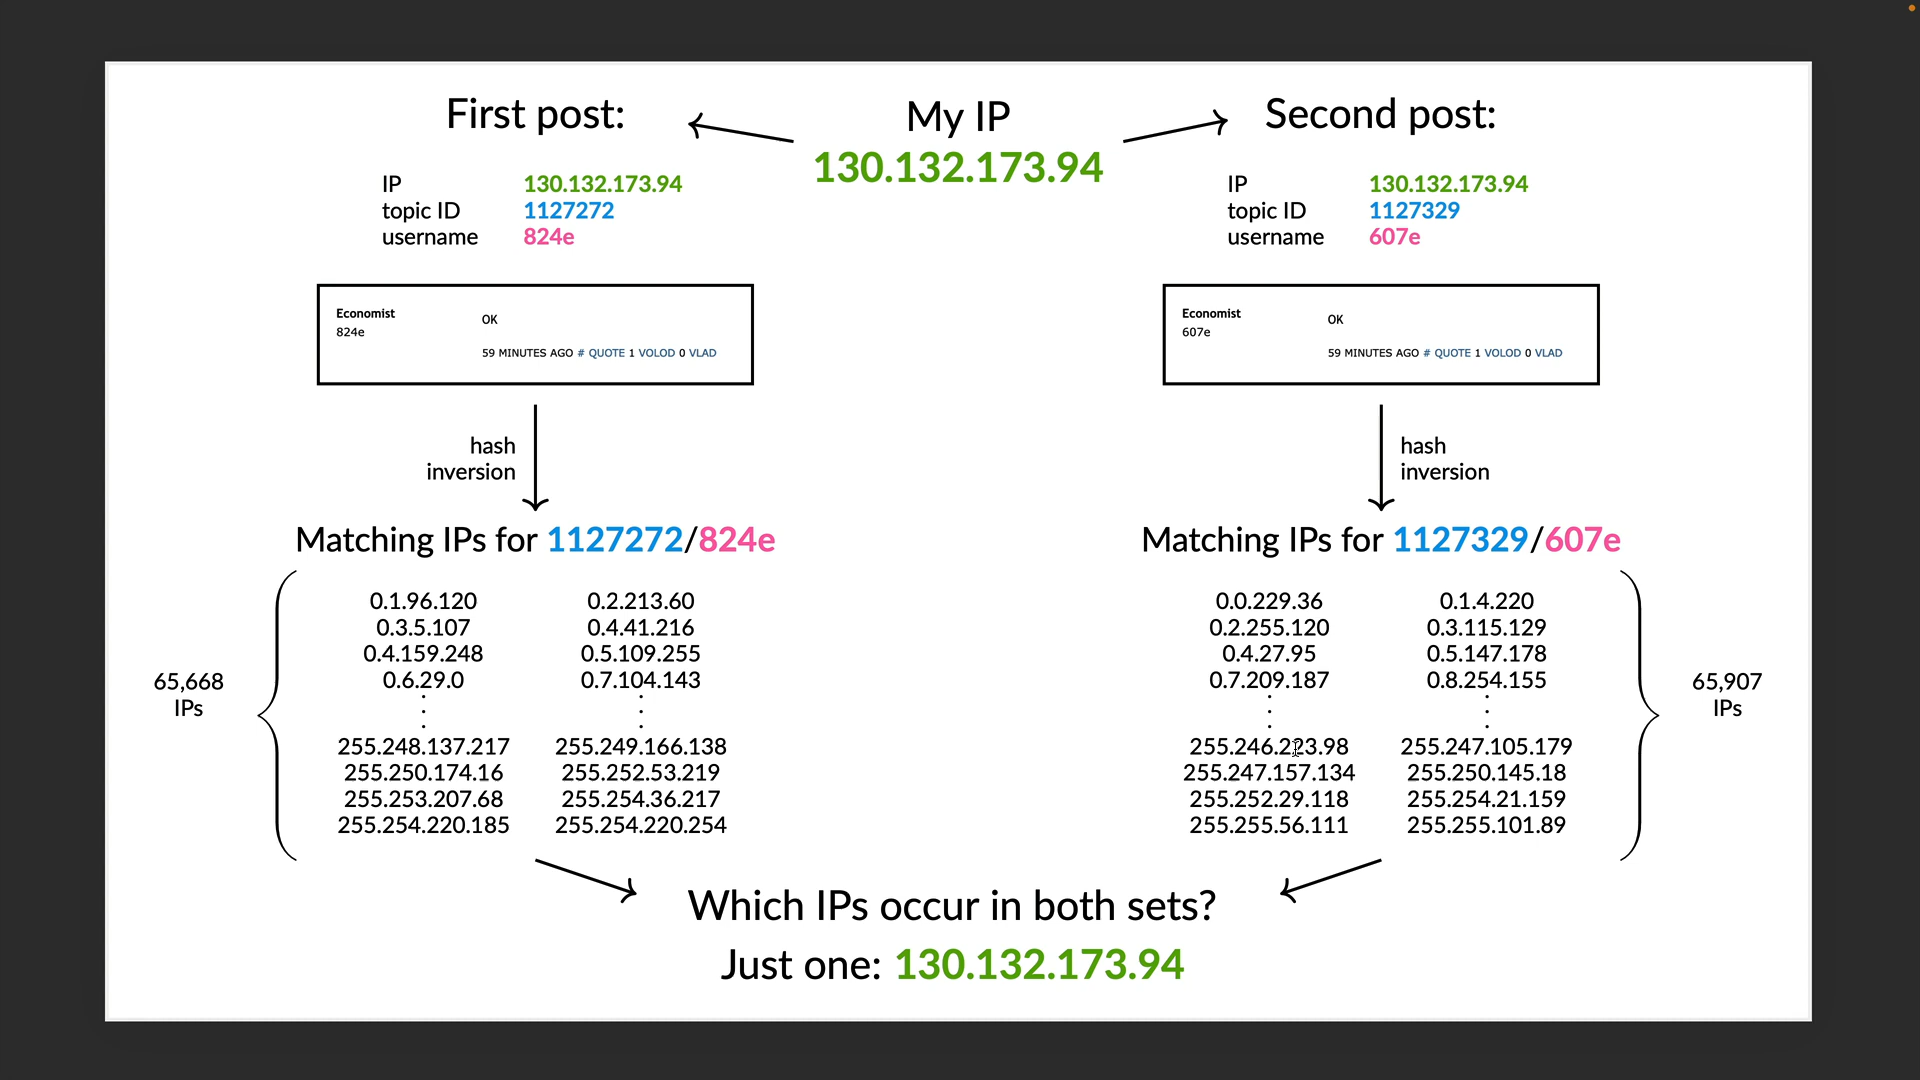 My IP
130.132.173.94
First post:
IP 130.132.173.94
topic ID 1127272
username 824e
Economist
824e
OK
59 MINUTES AGO # QUOTE 1 VOLOD 0 VLAD
hash
inversion
Matching IPs for 1127272/824e
65,668
IPs
0.1.96.120 0.2.213.60
0.3.5.107 0.4.41.216
0.4.159.248 0.5.109.255
0.6.29.0 0.7.104.143
255.248.137.217 255.249.166.138
255.250.174.16 255.252.53.219
255.253.207.68 255.254.36.217
255.254.220.185 255.254.220.254
Second post:
IP 130.132.173.94
topic ID 1127329
username 607e
Economist
607e
OK
59 MINUTES AGO # QUOTE 1 VOLOD 0 VLAD
hash
inversion
Matching IPs for 1127329/607e
0.0.229.36 0.1.4.220
0.2.255.120 0.3.115.129
0.4.27.95 0.5.147.178
0.7.209.187 0.8.254.155
255.246.223.98 255.247.105.179
255.247.157.134 255.250.145.18
255.252.29.118 255.254.21.159
255.255.56.111 255.255.101.89
65,907
IPs
Which IPs occur in both sets?
Just one: 130.132.173.94